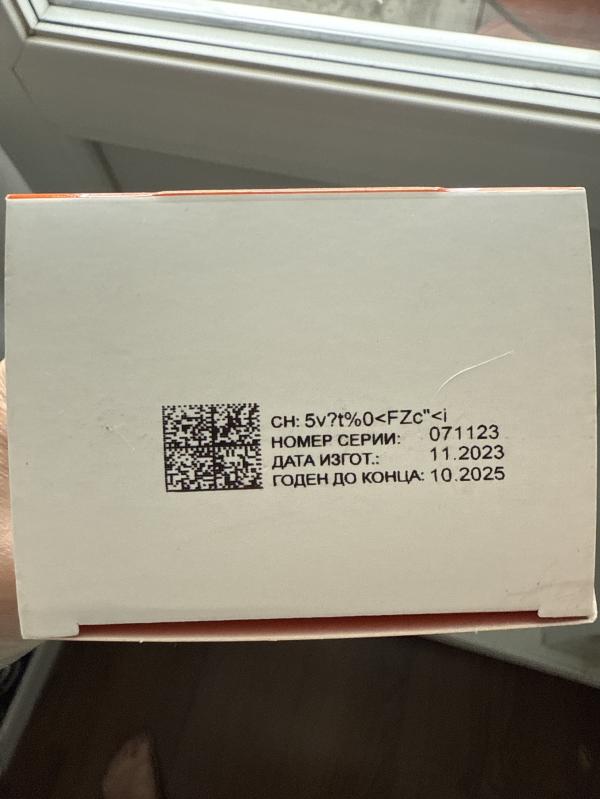 СН: 5v?t%0<FZc"<i
НОМЕР СЕРИИ: 071123
ДАТА ИЗГОТ.: 11.2023
ГОДЕН ДО КОНЦА: 10.2025